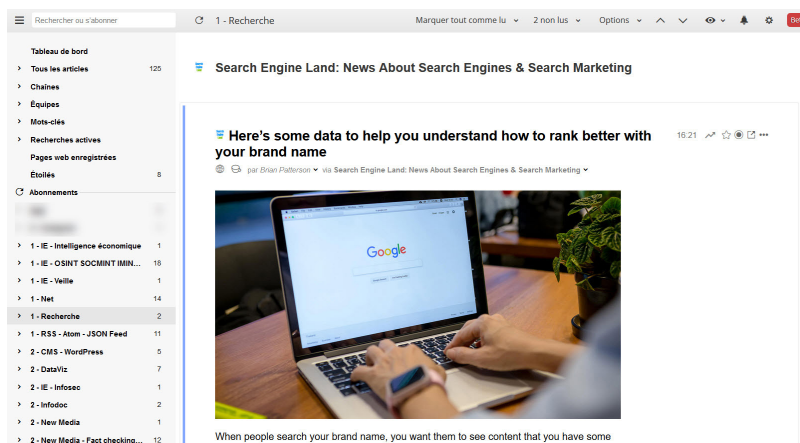 Rechercher ou s'abonner
1 - Recherche
Marquer tout comme lu
2 non lus
Options
Tableau de bord
Tous les articles 125
Chaînes
Équipes
Mots-clés
Recherches actives
Pages web enregistrées
Étoilés 8
Abonnements
1 - IE - Intelligence économique 1
1 - IE - OSINT SOCMINT IMIN... 18
1 - IE - Veille 1
1 - Net 14
1 - Recherche 2
1 - RSS - Atom - JSON Feed 11
2 - CMS - WordPress 5
2 - DataViz 7
2 - IE - Infosec 1
2 - Infodoc 2
2 - New Media 1
2 - New Media - Fact checking... 12
Search Engine Land: News About Search Engines & Search Marketing
Here's some data to help you understand how to rank better with
your brand name
16:21
par Brian Patterson via Search Engine Land: News About Search Engines & Search Marketing
Google
When people search your brand name, you want them to see content that you have some